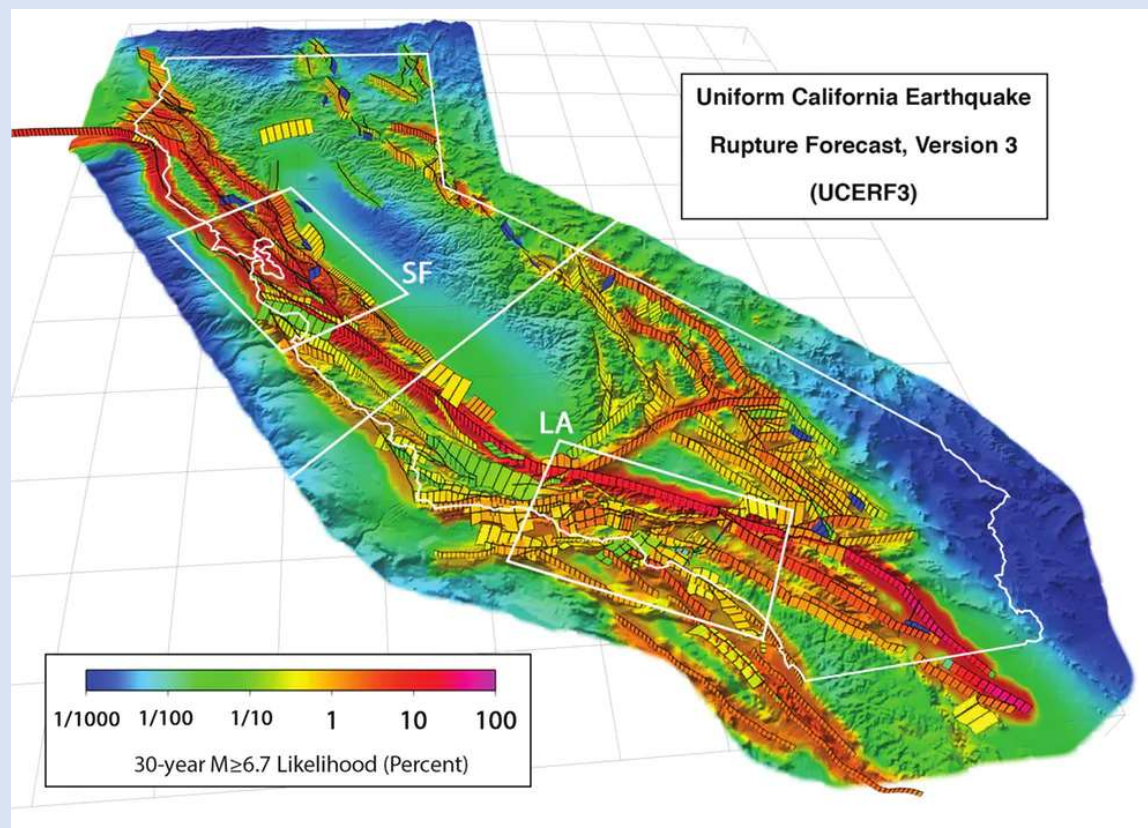 Uniform California Earthquake
Rupture Forecast, Version 3
(UCERF3)
SF
LA
1/1000 1/100 1/10 1 10 100
30-year M≥6.7 Likelihood (Percent)